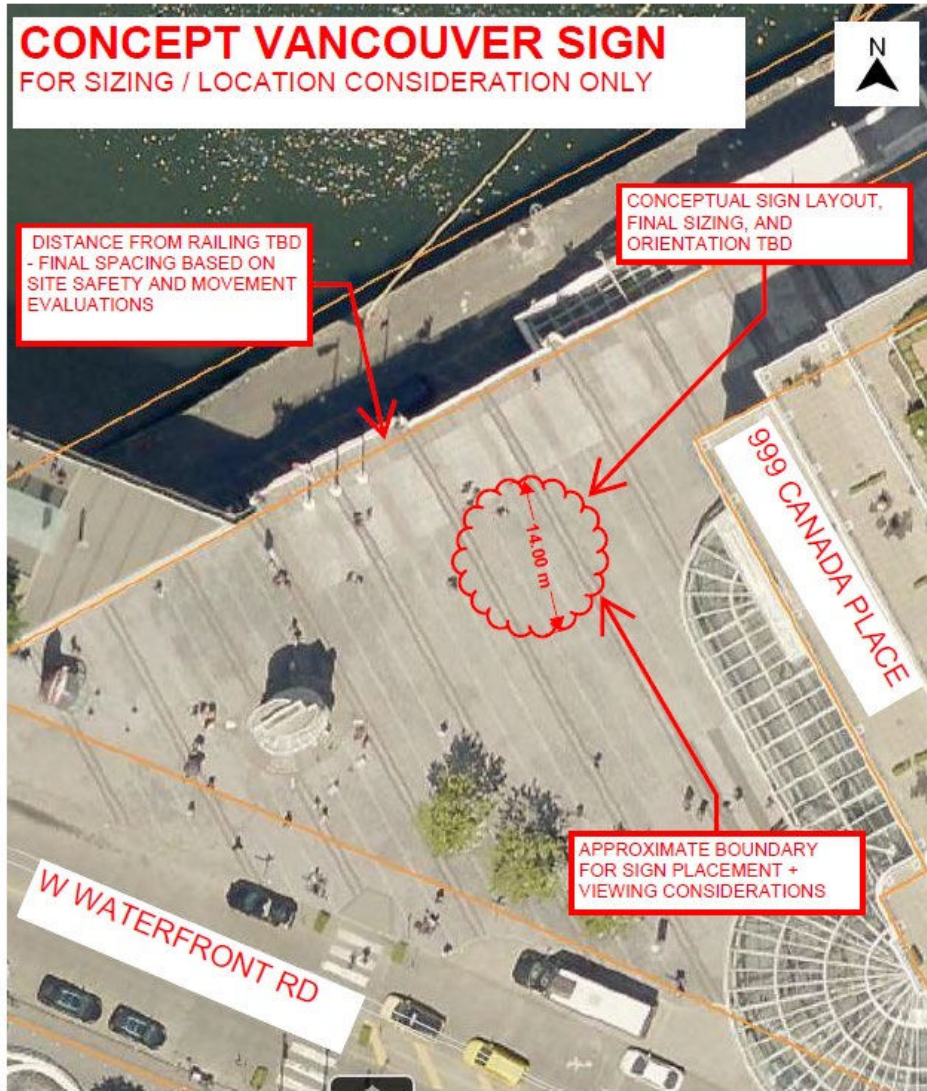 CONCEPT VANCOUVER SIGN
FOR SIZING / LOCATION CONSIDERATION ONLY
N
CONCEPTUAL SIGN LAYOUT,
FINAL SIZING, AND
ORIENTATION TBD
DISTANCE FROM RAILING TBD
- FINAL SPACING BASED ON
SITE SAFETY AND MOVEMENT
EVALUATIONS
999 CANADA PLACE
14.00 m
APPROXIMATE BOUNDARY
FOR SIGN PLACEMENT +
VIEWING CONSIDERATIONS
W WATERFRONT RD